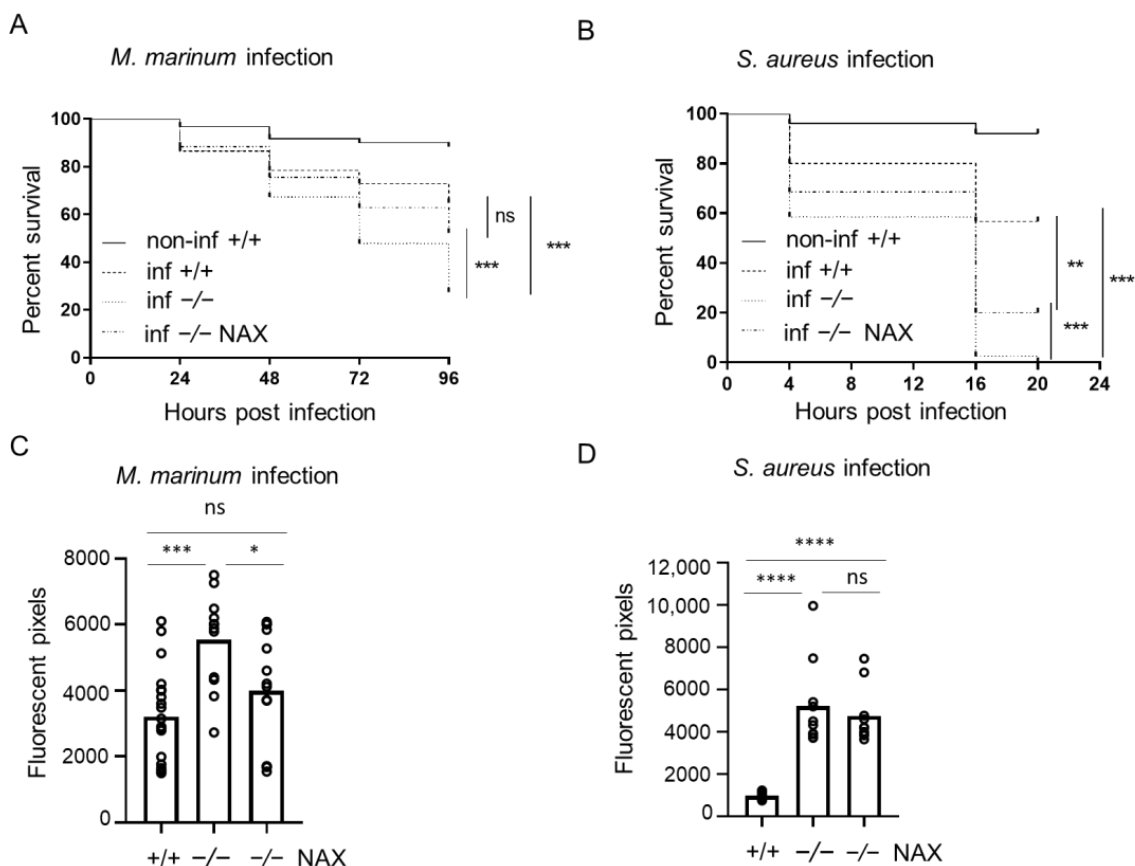 A
M. marinum infection
Percent survival
100
80
60
40
20
0
non-inf +/+
inf +/+
inf −/−
inf −/− NAX
ns
***
***
0 24 48 72 96
Hours post infection
B
S. aureus infection
Percent survival
100
80
60
40
20
0
non-inf +/+
inf +/+
inf −/−
inf −/− NAX
**
***
***
0 4 8 12 16 20 24
Hours post infection
C
M. marinum infection
ns
*** *
Fluorescent pixels
8000
6000
4000
2000
0
+/+ −/− −/− NAX
D
S. aureus infection
****
**** ns
Fluorescent pixels
12,000
10,000
8000
6000
4000
2000
0
+/+ −/− −/− NAX